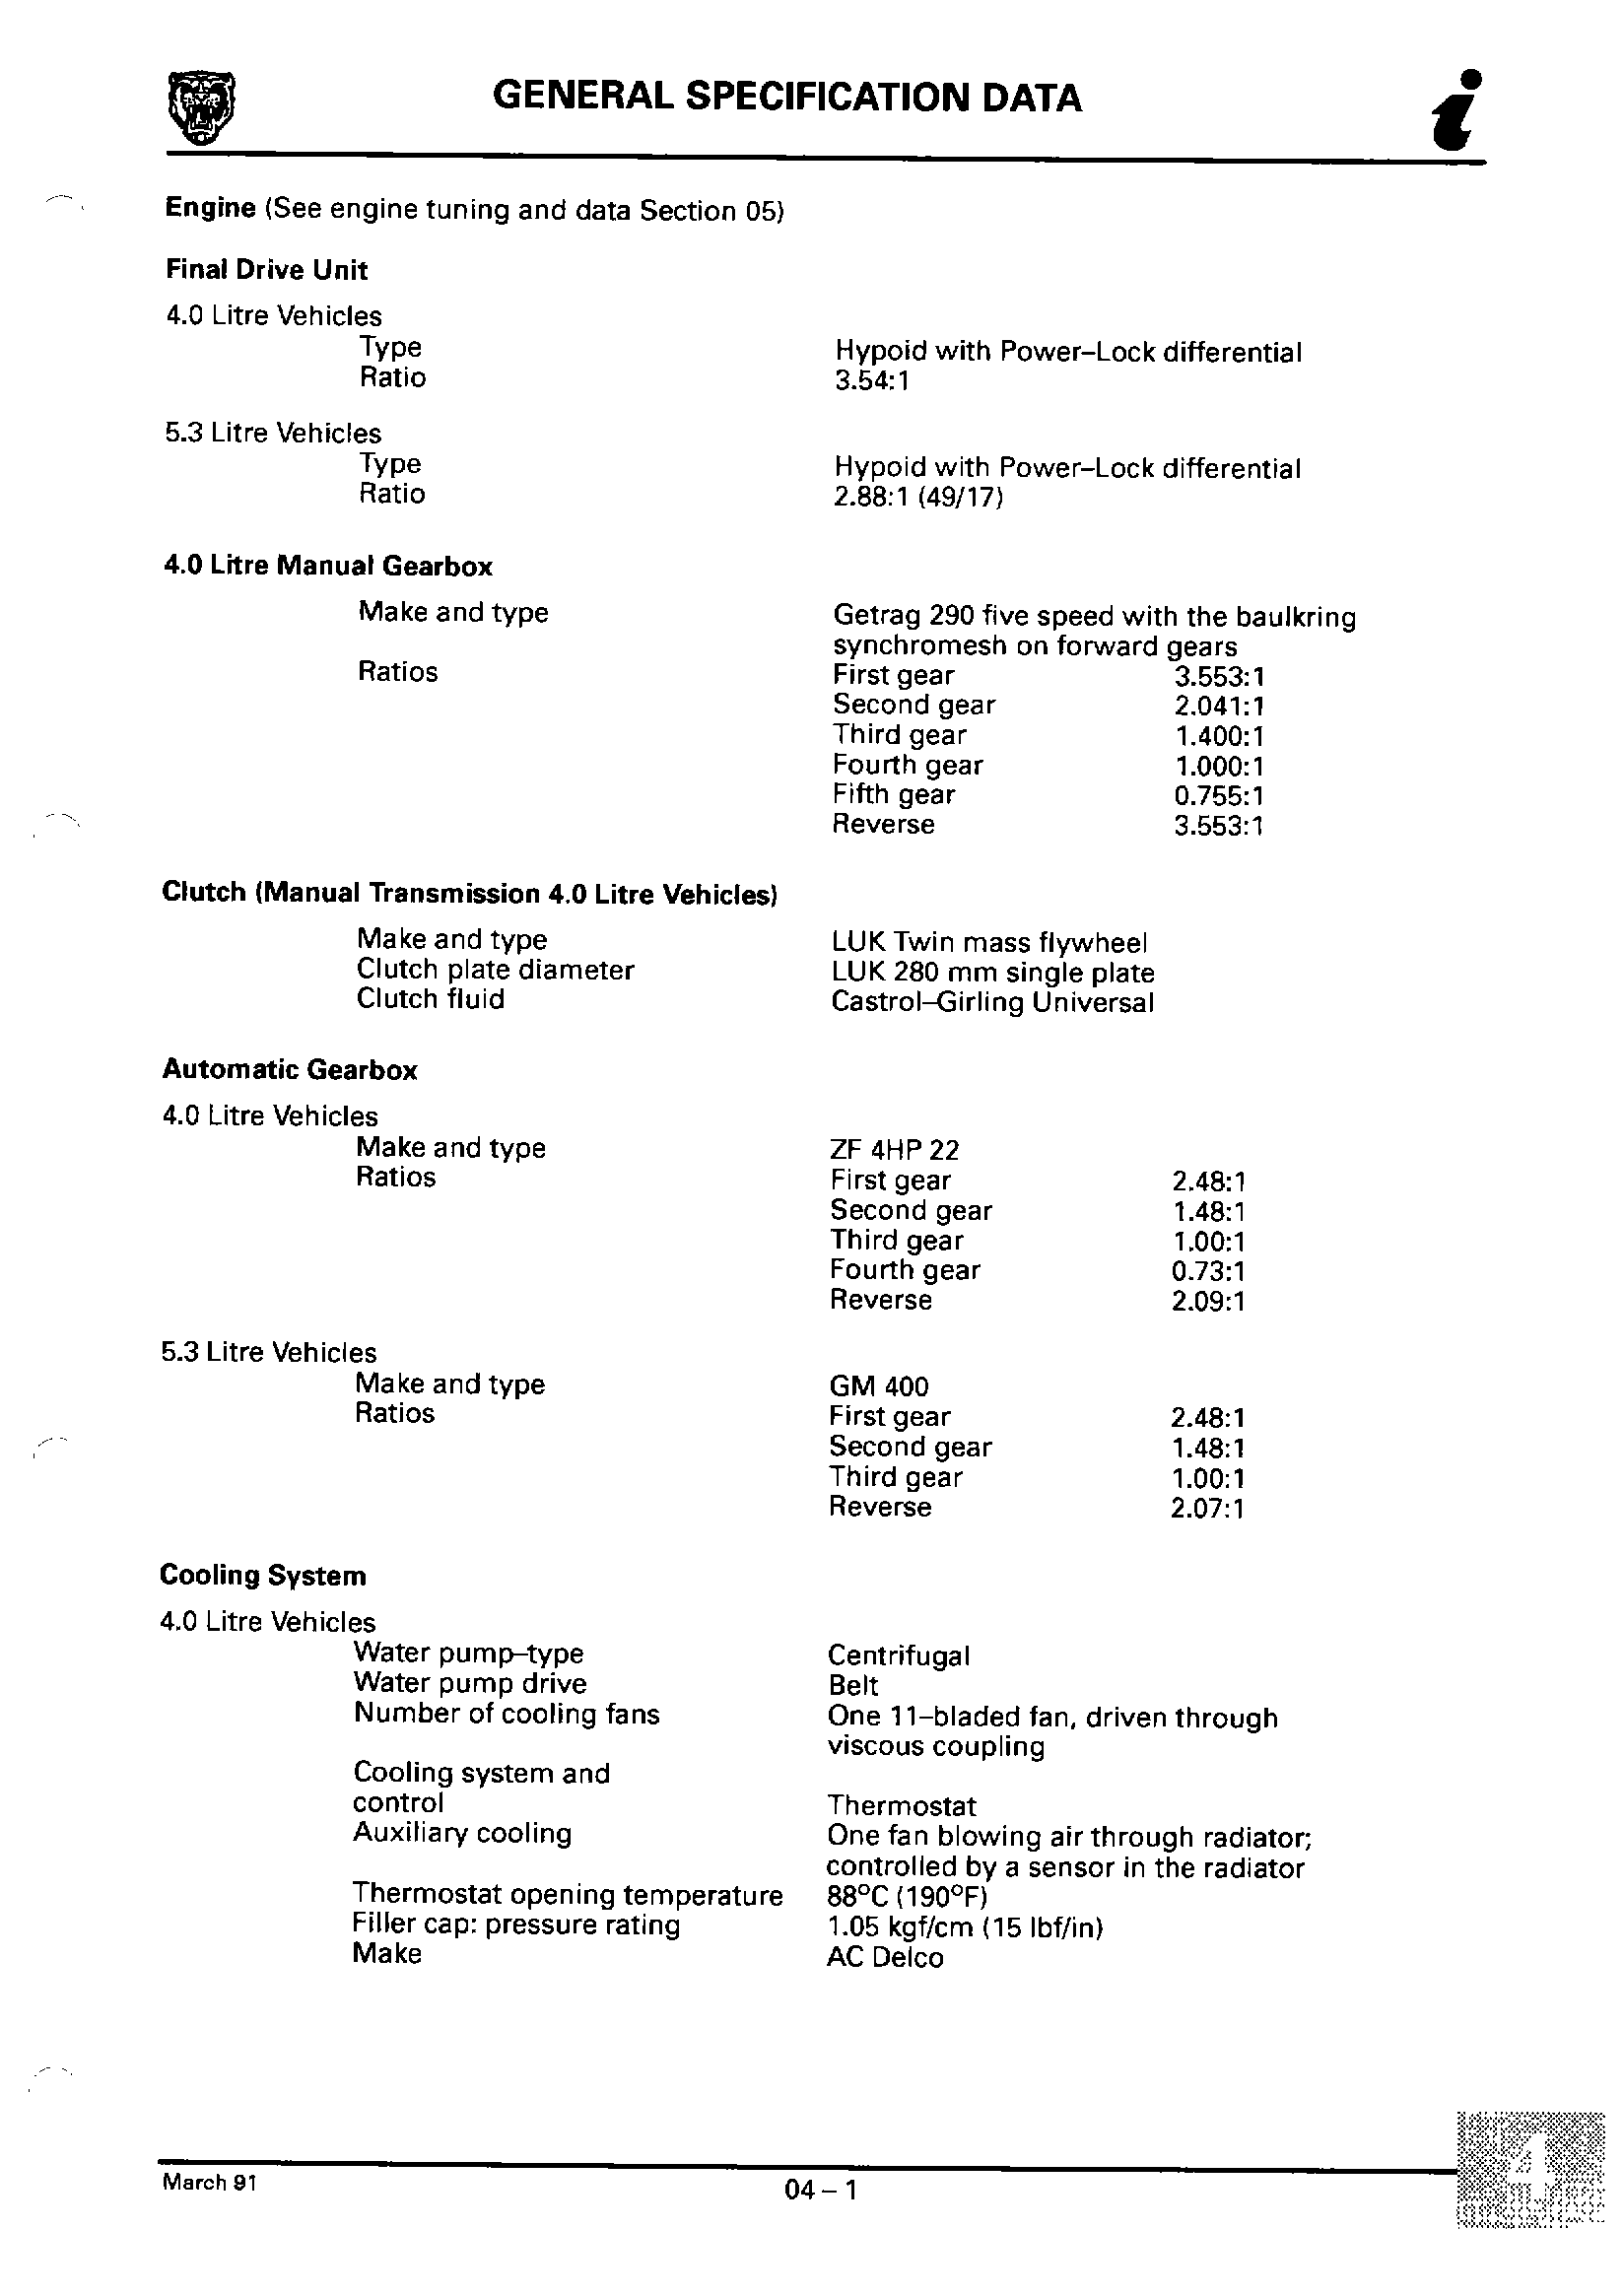 GENERAL SPECIFICATION DATA
Engine (See engine tuning and data Section 05)
Final Drive Unit
4.0 Litre Vehicles
Type Hypoid with Power–Lock differential
Ratio 3.54:1
5.3 Litre Vehicles
Type Hypoid with Power–Lock differential
Ratio 2.88:1 (49/17)
4.0 Litre Manual Gearbox
Make and type Getrag 290 five speed with the baulkring
synchromesh on forward gears
Ratios First gear 3.553:1
Second gear 2.041:1
Third gear 1.400:1
Fourth gear 1.000:1
Fifth gear 0.755:1
Reverse 3.553:1
Clutch (Manual Transmission 4.0 Litre Vehicles)
Make and type LUK Twin mass flywheel
Clutch plate diameter LUK 280 mm single plate
Clutch fluid Castrol–Girling Universal
Automatic Gearbox
4.0 Litre Vehicles
Make and type ZF 4HP 22
Ratios First gear 2.48:1
Second gear 1.48:1
Third gear 1.00:1
Fourth gear 0.73:1
Reverse 2.09:1
5.3 Litre Vehicles
Make and type GM 400
Ratios First gear 2.48:1
Second gear 1.48:1
Third gear 1.00:1
Reverse 2.07:1
Cooling System
4.0 Litre Vehicles
Water pump–type Centrifugal
Water pump drive Belt
Number of cooling fans One 11–bladed fan, driven through
viscous coupling
Cooling system and
control Thermostat
Auxiliary cooling One fan blowing air through radiator;
controlled by a sensor in the radiator
Thermostat opening temperature 88°C (190°F)
Filler cap: pressure rating 1.05 kgf/cm (15 lbf/in)
Make AC Delco
March 91
04 – 1
4